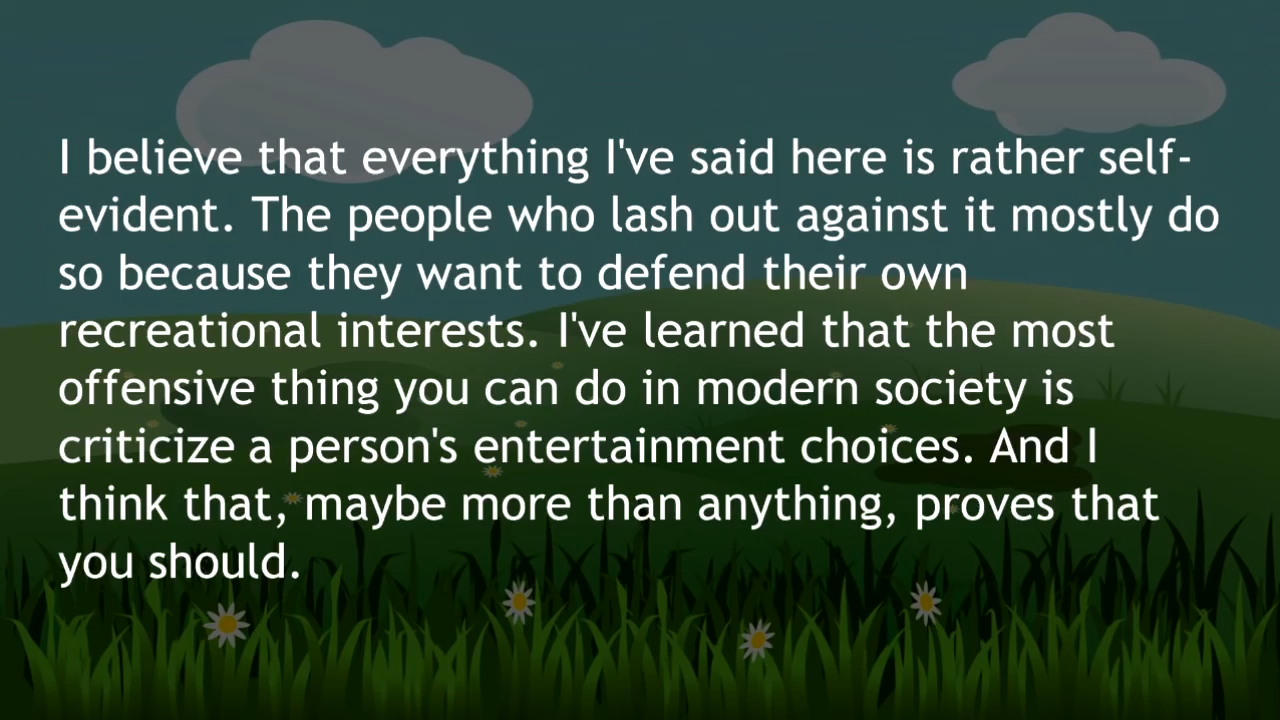 I believe that everything I've said here is rather self-
evident. The people who lash out against it mostly do
so because they want to defend their own
recreational interests. I've learned that the most
offensive thing you can do in modern society is
criticize a person's entertainment choices. And I
think that, maybe more than anything, proves that
you should.